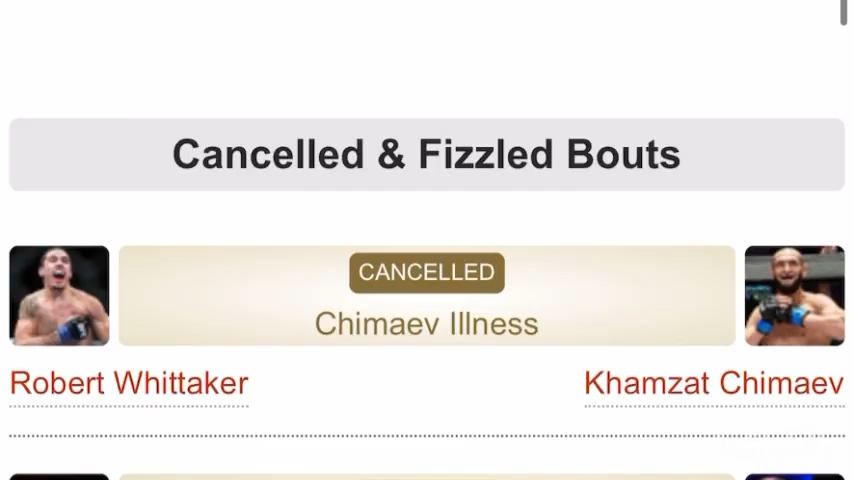 Cancelled & Fizzled Bouts
CANCELLED
Chimaev Illness
Robert Whittaker
Khamzat Chimaev